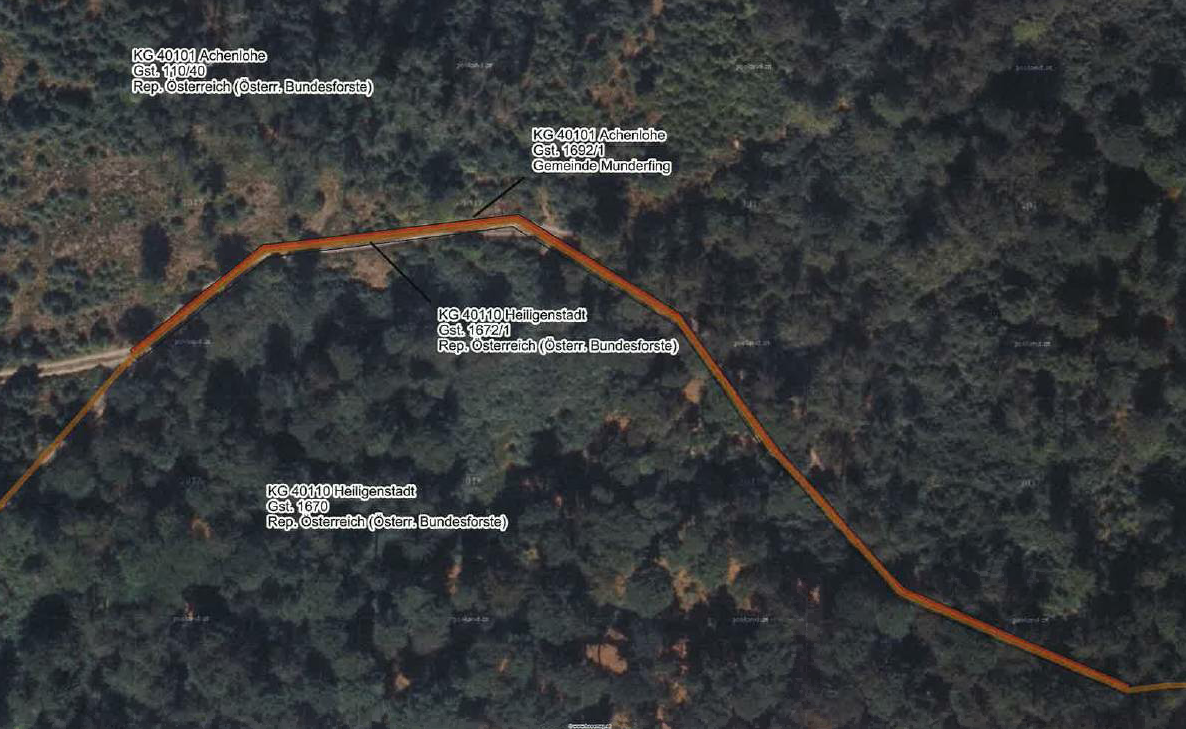 KG 40101 Achenlohe
Gst. 110/40
Rep. Österreich (Österr. Bundesforste)
KG 40101 Achenlohe
Gst. 1692/1
Gemeinde Munderfing
KG 40110 Heiligenstadt
Gst. 1672/1
Rep. Österreich (Österr. Bundesforste)
KG 40110 Heiligenstadt
Gst. 1670
Rep. Österreich (Österr. Bundesforste)